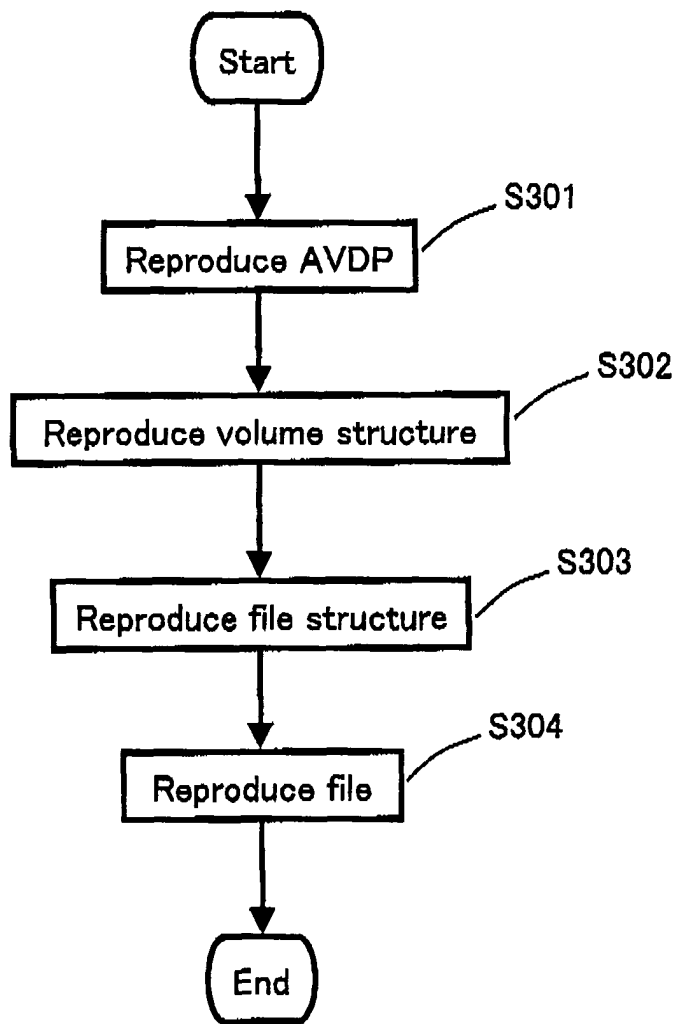 Start
S301
Reproduce AVDP
S302
Reproduce volume structure
S303
Reproduce file structure
S304
Reproduce file
End